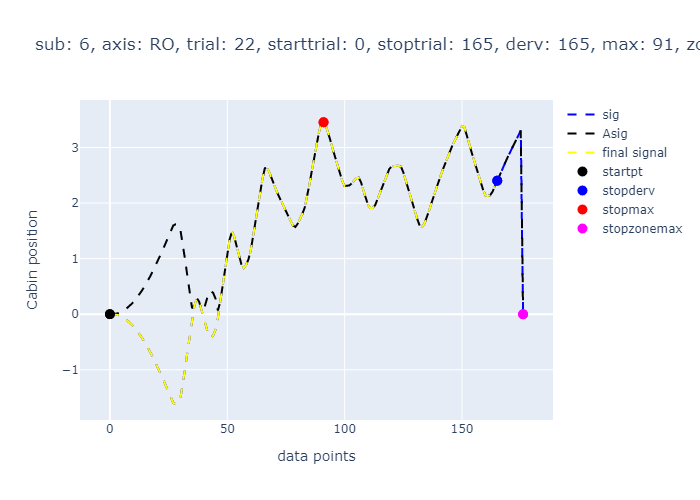 sub: 6, axis: RO, trial: 22, starttrial: 0, stoptrial: 165, derv: 165, max: 91, zo
sig
Asig
final signal
startpt
stopderv
stopmax
stopzonemax
3
2
1
0
−1
Cabin position
0
50
100
150
data points